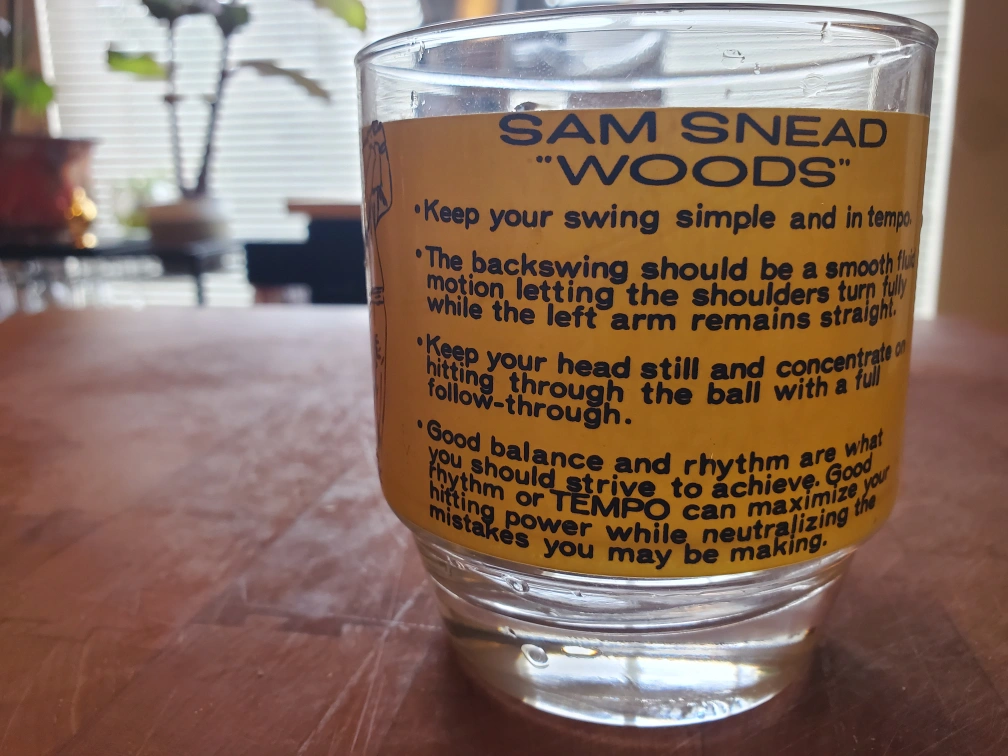 SAM SNEAD
"WOODS"
•Keep your swing simple and in tempo.
•The backswing should be a smooth fluid
motion letting the shoulders turn fully
while the left arm remains straight.
•Keep your head still and concentrate on
hitting through the ball with a full
follow-through.
•Good balance and rhythm are what
you should strive to achieve. Good
rhythm or TEMPO can maximize your
hitting power while neutralizing the
mistakes you may be making.